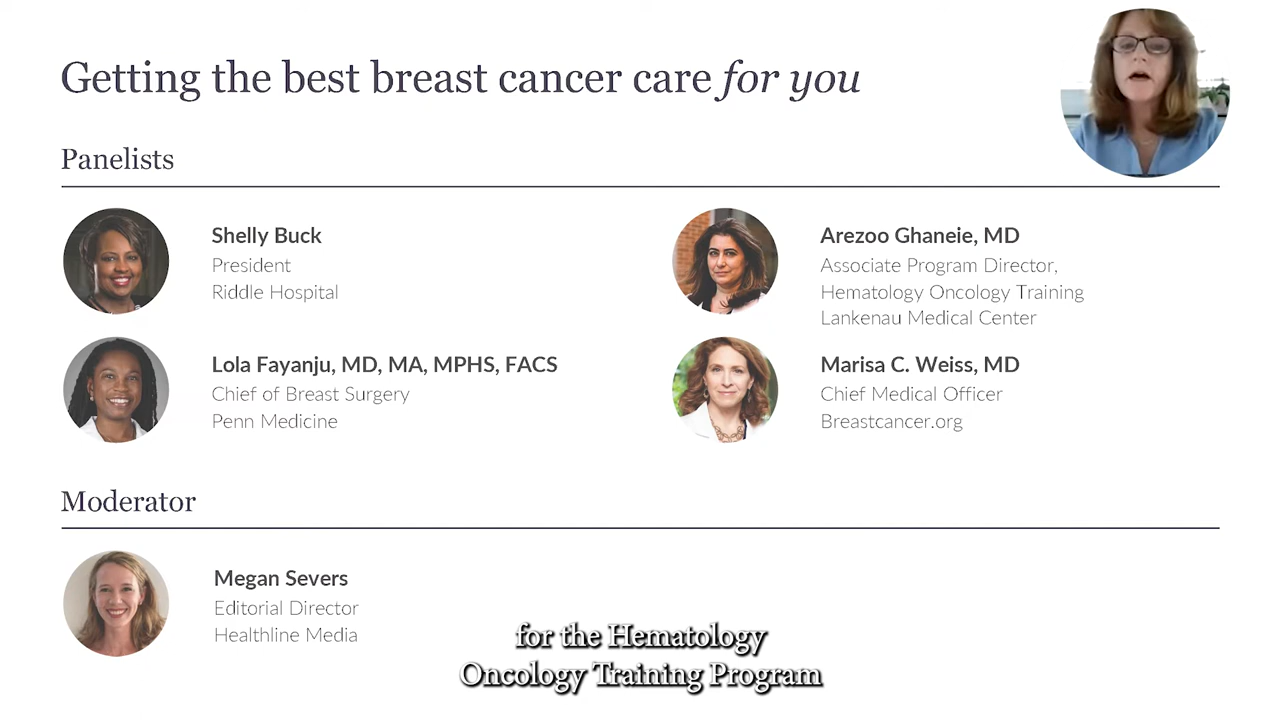 Getting the best breast cancer care for you
Panelists
Shelly Buck
President
Riddle Hospital
Arezoo Ghaneie, MD
Associate Program Director,
Hematology Oncology Training
Lankenau Medical Center
Lola Fayanju, MD, MA, MPHS, FACS
Chief of Breast Surgery
Penn Medicine
Marisa C. Weiss, MD
Chief Medical Officer
Breastcancer.org
Moderator
Megan Severs
Editorial Director
Healthline Media
for the Hematology
Oncology Training Program